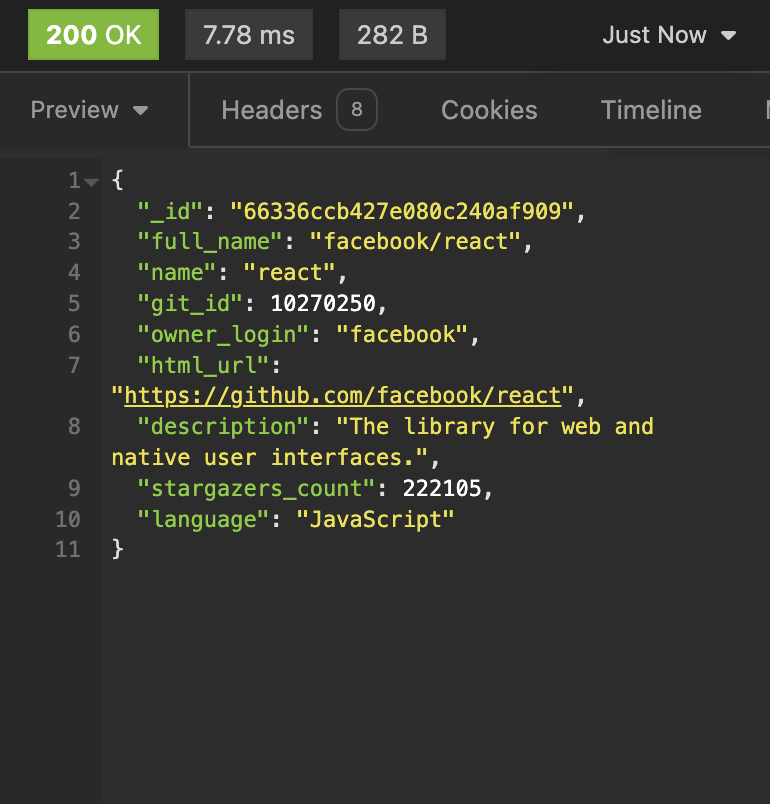 200 OK 7.78 ms 282 B Just Now
Preview Headers 8 Cookies Timeline
1 {
2 "_id": "66336ccb427e080c240af909",
3 "full_name": "facebook/react",
4 "name": "react",
5 "git_id": 10270250,
6 "owner_login": "facebook",
7 "html_url":
"https://github.com/facebook/react",
8 "description": "The library for web and
native user interfaces.",
9 "stargazers_count": 222105,
10 "language": "JavaScript"
11 }